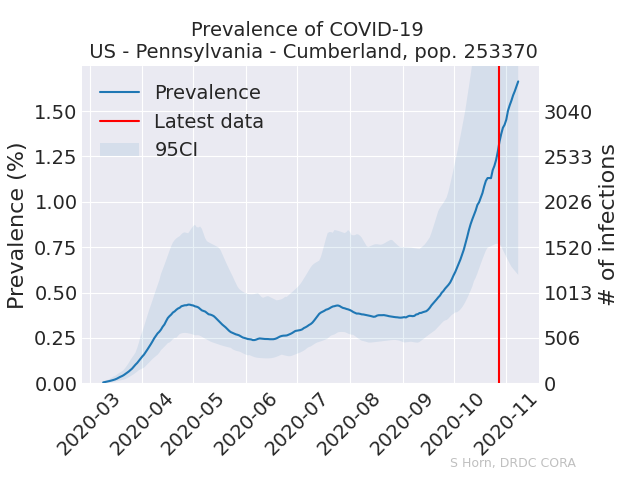 Prevalence of COVID-19
US - Pennsylvania - Cumberland, pop. 253370
Prevalence
Latest data
95CI
Prevalence (%)
1.50
1.25
1.00
0.75
0.50
0.25
0.00
3040
2533
2026
1520
1013
506
0
# of infections
2020-03
2020-04
2020-05
2020-06
2020-07
2020-08
2020-09
2020-10
2020-11
S Horn, DRDC CORA